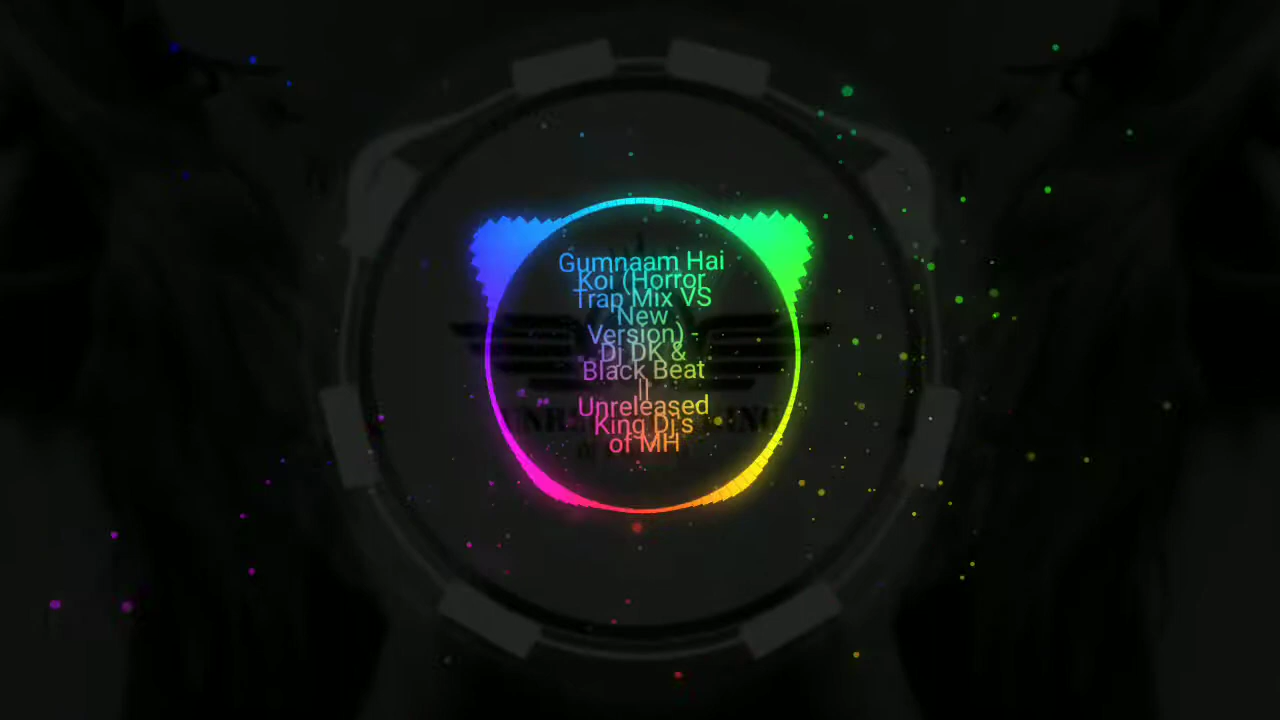 Gumnaam Hai
Koi (Horror
Trap Mix VS
New
Version) -
Dj DK &
Black Beat
||
Unreleased
King Dj's
of MH